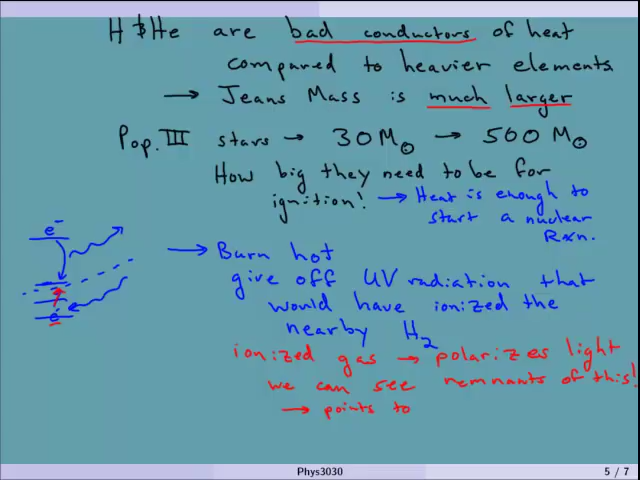 H & He are bad conductors of heat
compared to heavier elements
→ Jeans Mass is much larger
Pop. III stars → 30 M⊙ → 500 M⊙
How big they need to be for
ignition!
→ Heat is enough to
start a nuclear
Rxn.
e⁻
e⁻
→ Burn hot
give off UV radiation that
would have ionized the
nearby H₂
ionized gas → polarizes light
we can see remnants of this!
→ points to
Phys3030
5 / 7